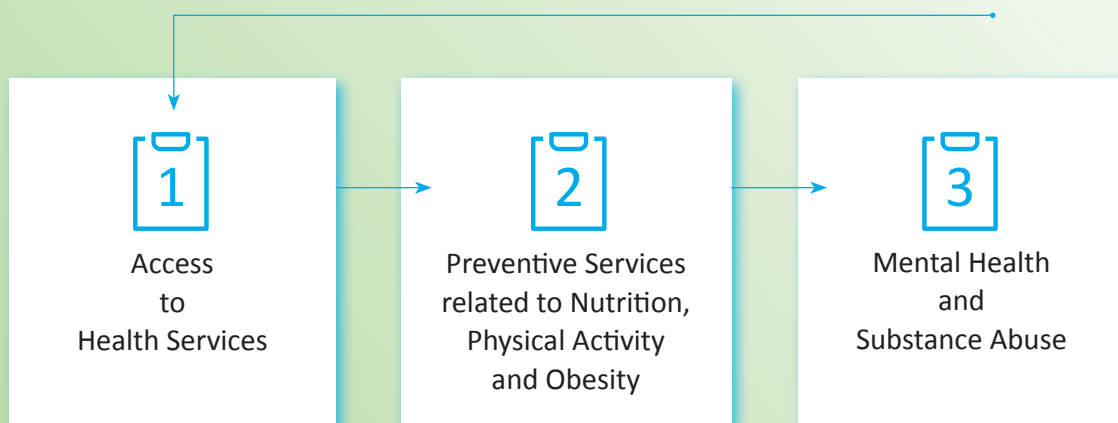 1
Access
to
Health Services
2
Preventive Services
related to Nutrition,
Physical Activity
and Obesity
3
Mental Health
and
Substance Abuse